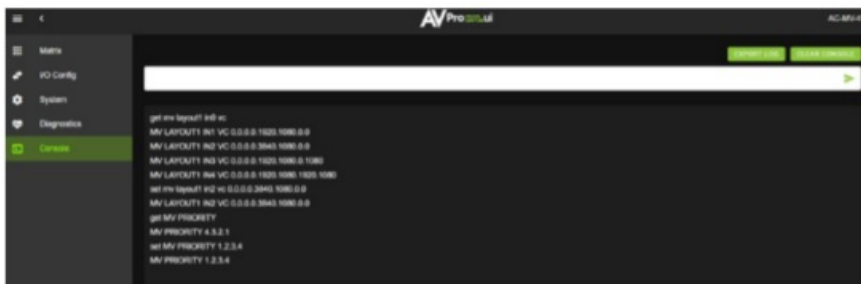 AVPro ui
AC-MV-4
Matrix
EXPORT LOG CLEAR CONSOLE
I/O Config
System
Diagnostics
Console
get mv layout1 in0 vc
MV LAYOUT1 IN1 VC 0.0.0.0.1920.1080.0.0
MV LAYOUT1 IN2 VC 0.0.0.0.3840.1080.0.0
MV LAYOUT1 IN3 VC 0.0.0.0.1920.1080.0.1080
MV LAYOUT1 IN4 VC 0.0.0.0.1920.1080.1920.1080
set mv layout1 in2 vc 0.0.0.0.3840.1080.0.0
MV LAYOUT1 IN2 VC 0.0.0.0.3840.1080.0.0
get MV PRIORITY
MV PRIORITY 4.3.2.1
set MV PRIORITY 1.2.3.4
MV PRIORITY 1.2.3.4